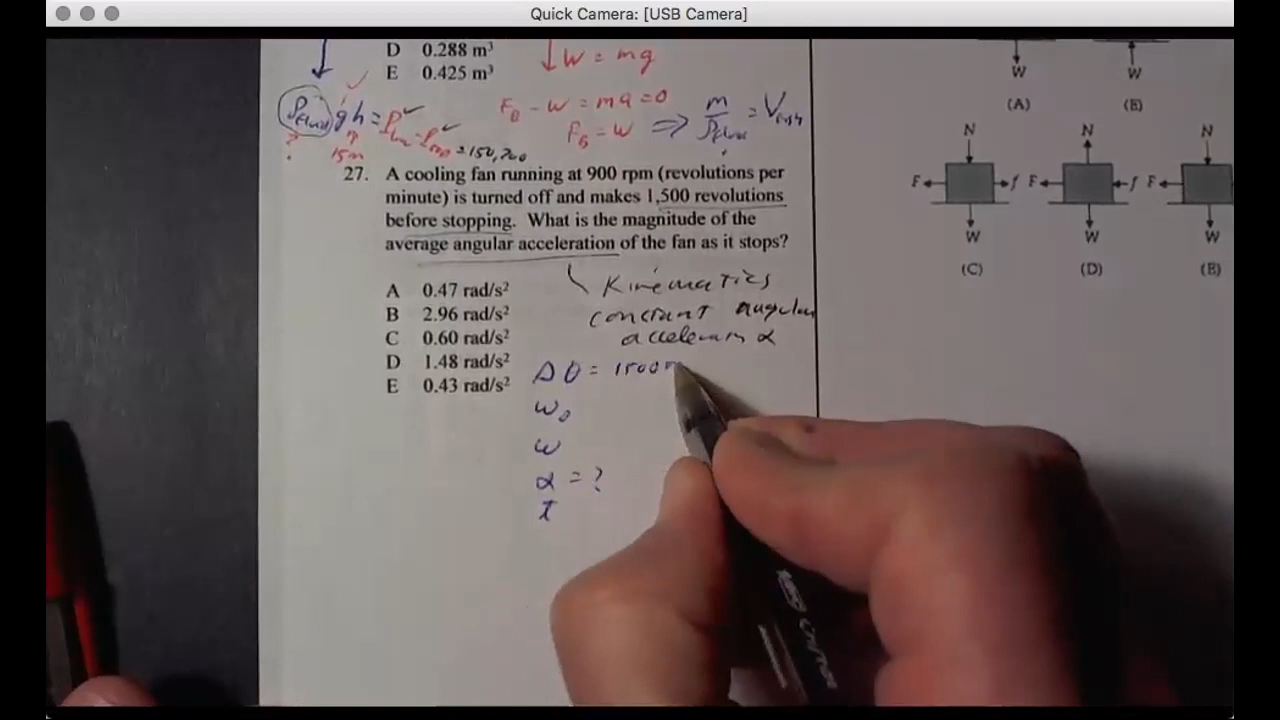 Quick Camera: [USB Camera]
D 0.288 m³
E 0.425 m³
↓ W = mg
gh =
15m
= 150,700
F_B - W = ma = 0
F_B = W ⇒ m =
?
27. A cooling fan running at 900 rpm (revolutions per
minute) is turned off and makes 1,500 revolutions
before stopping. What is the magnitude of the
average angular acceleration of the fan as it stops?
A 0.47 rad/s²
B 2.96 rad/s²
C 0.60 rad/s²
D 1.48 rad/s²
E 0.43 rad/s²
Kinematics
constant angular
α
Δθ = 1500 r
ω₀
ω
α = ?
t
W W
(A) (B)
N N N
F f F f F
W W W
(C) (D) (B)